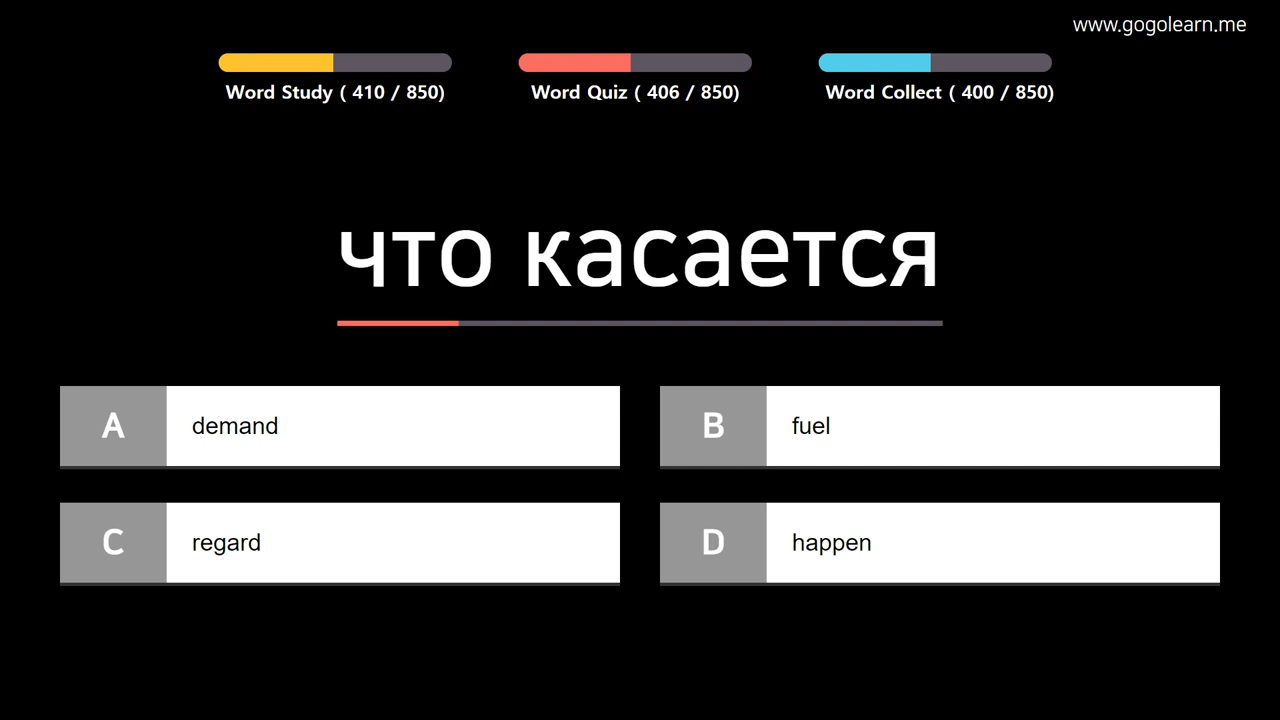 www.gogolearn.me
Word Study ( 410 / 850)
Word Quiz ( 406 / 850)
Word Collect ( 400 / 850)
что касается
A demand
B fuel
C regard
D happen